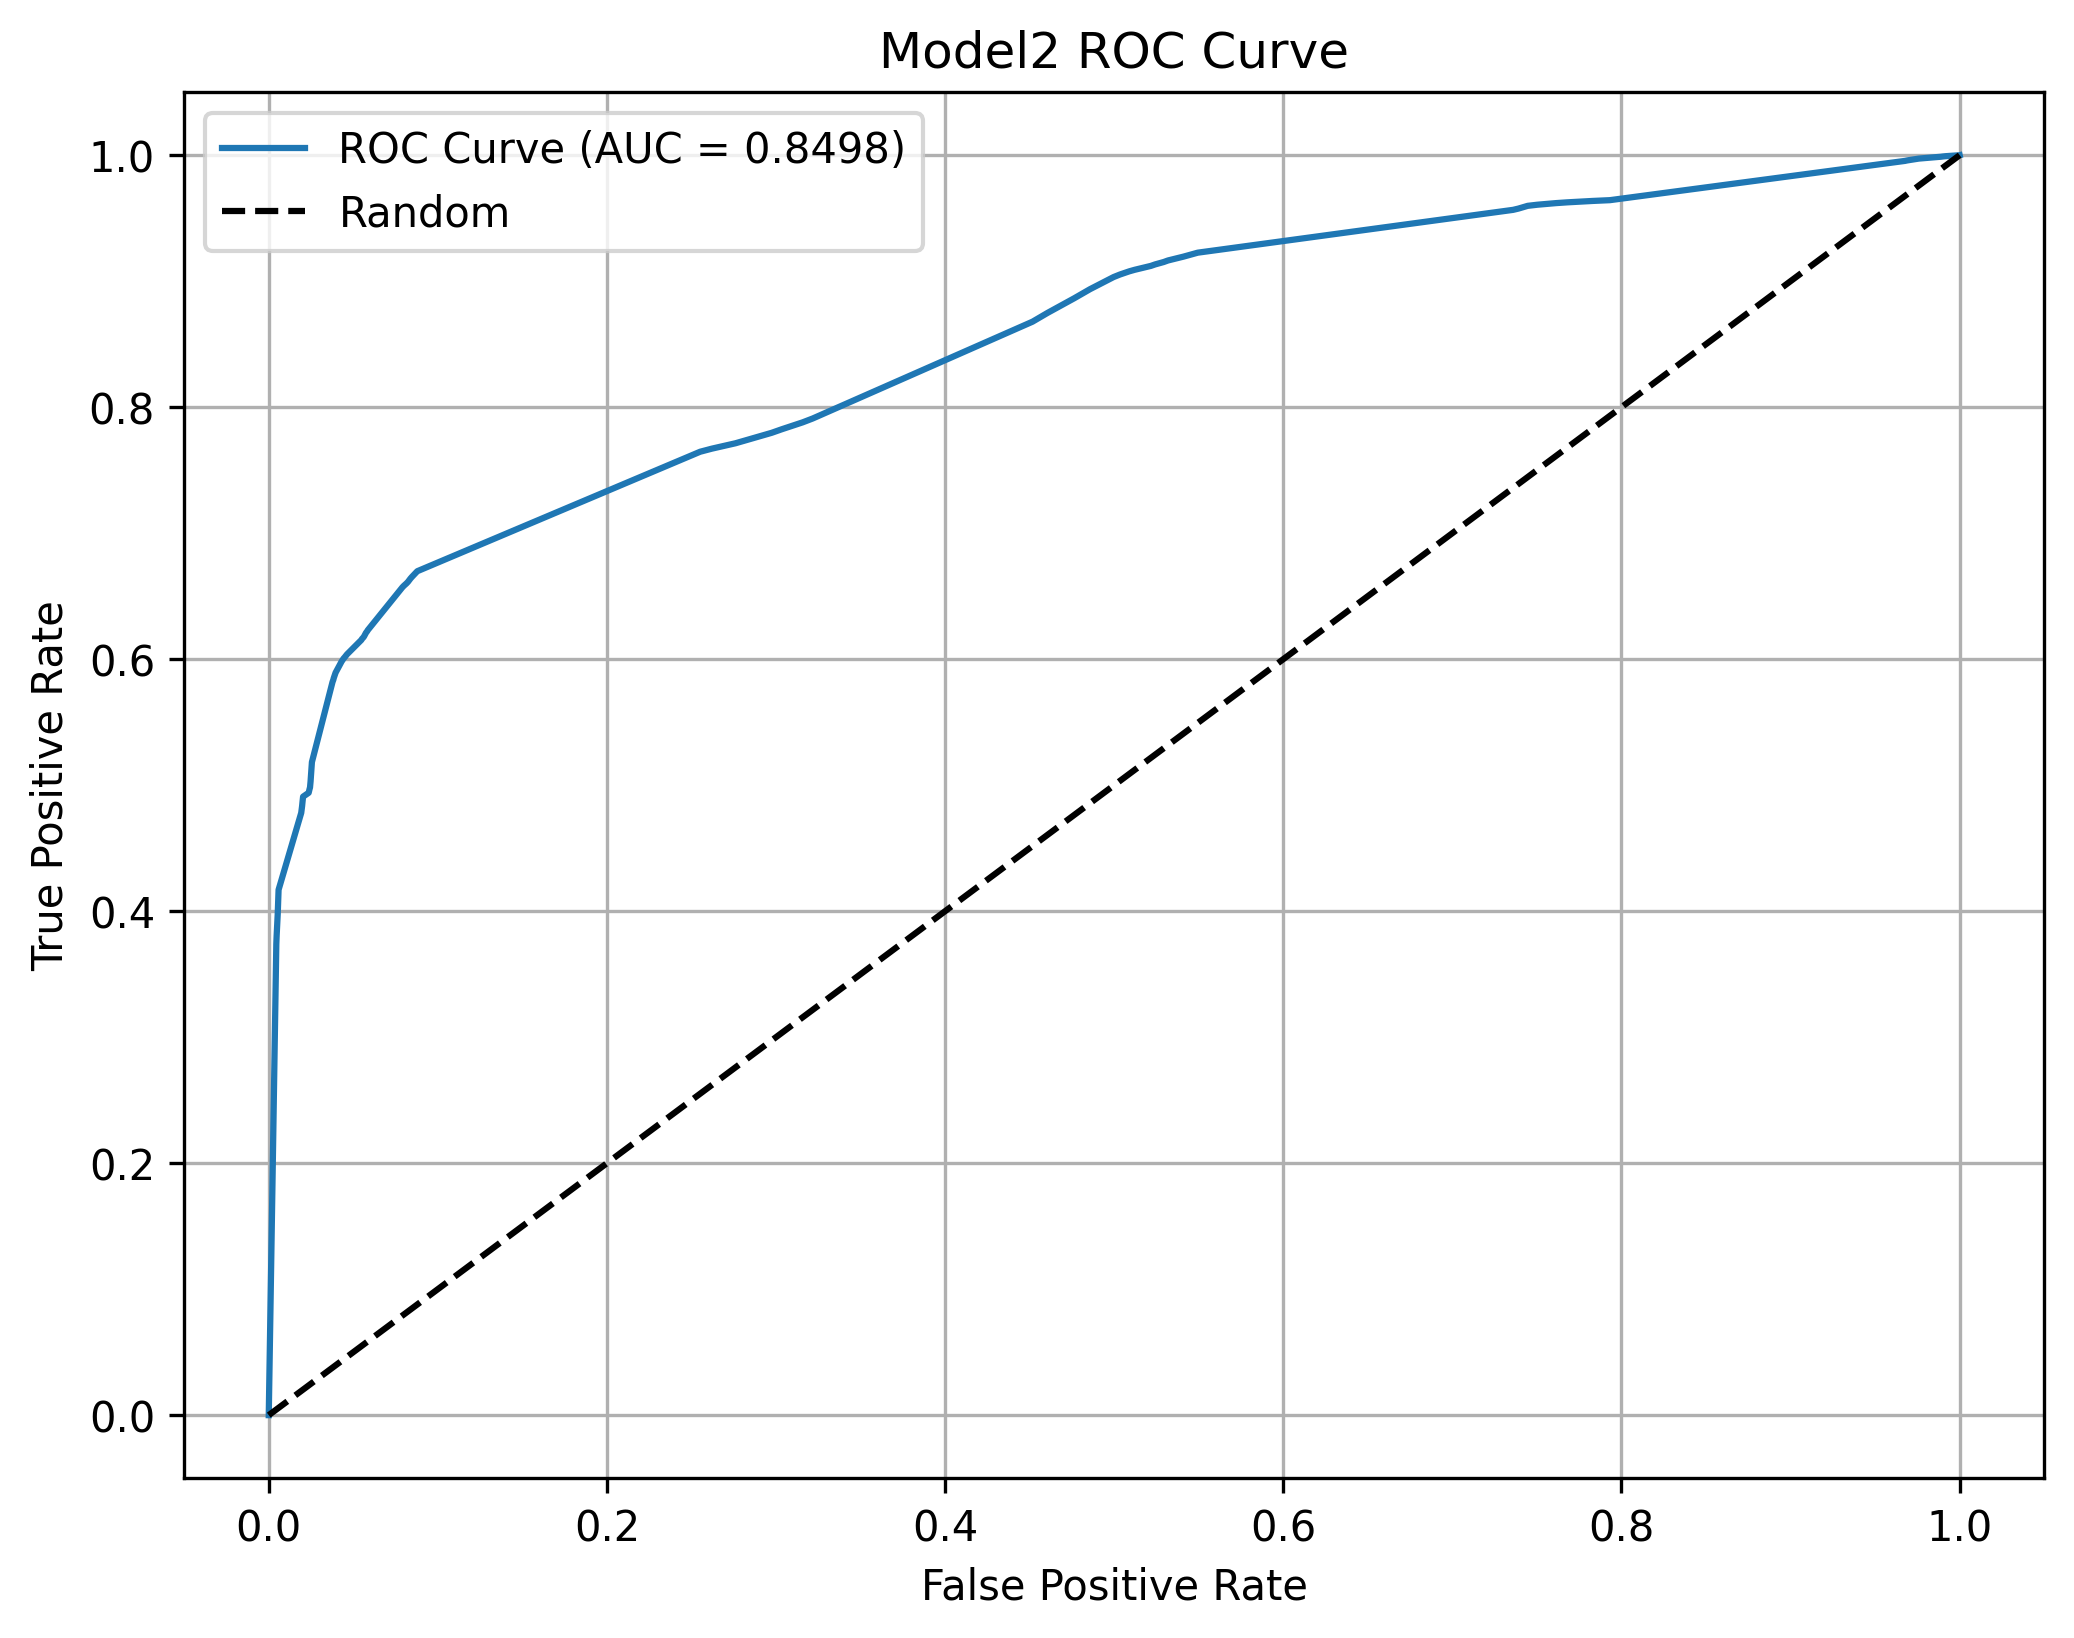 Model2 ROC Curve
ROC Curve (AUC = 0.8498)
Random
1.0
0.8
0.6
0.4
0.2
0.0
True Positive Rate
0.0 0.2 0.4 0.6 0.8 1.0
False Positive Rate